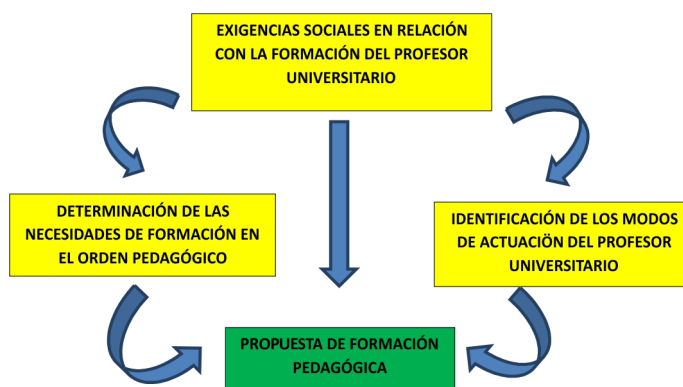 EXIGENCIAS SOCIALES EN RELACIÓN
CON LA FORMACIÓN DEL PROFESOR
UNIVERSITARIO
DETERMINACIÓN DE LAS
NECESIDADES DE FORMACIÓN EN
EL ORDEN PEDAGÓGICO
IDENTIFICACIÓN DE LOS MODOS
DE ACTUACIÖN DEL PROFESOR
UNIVERSITARIO
PROPUESTA DE FORMACIÓN
PEDAGÓGICA